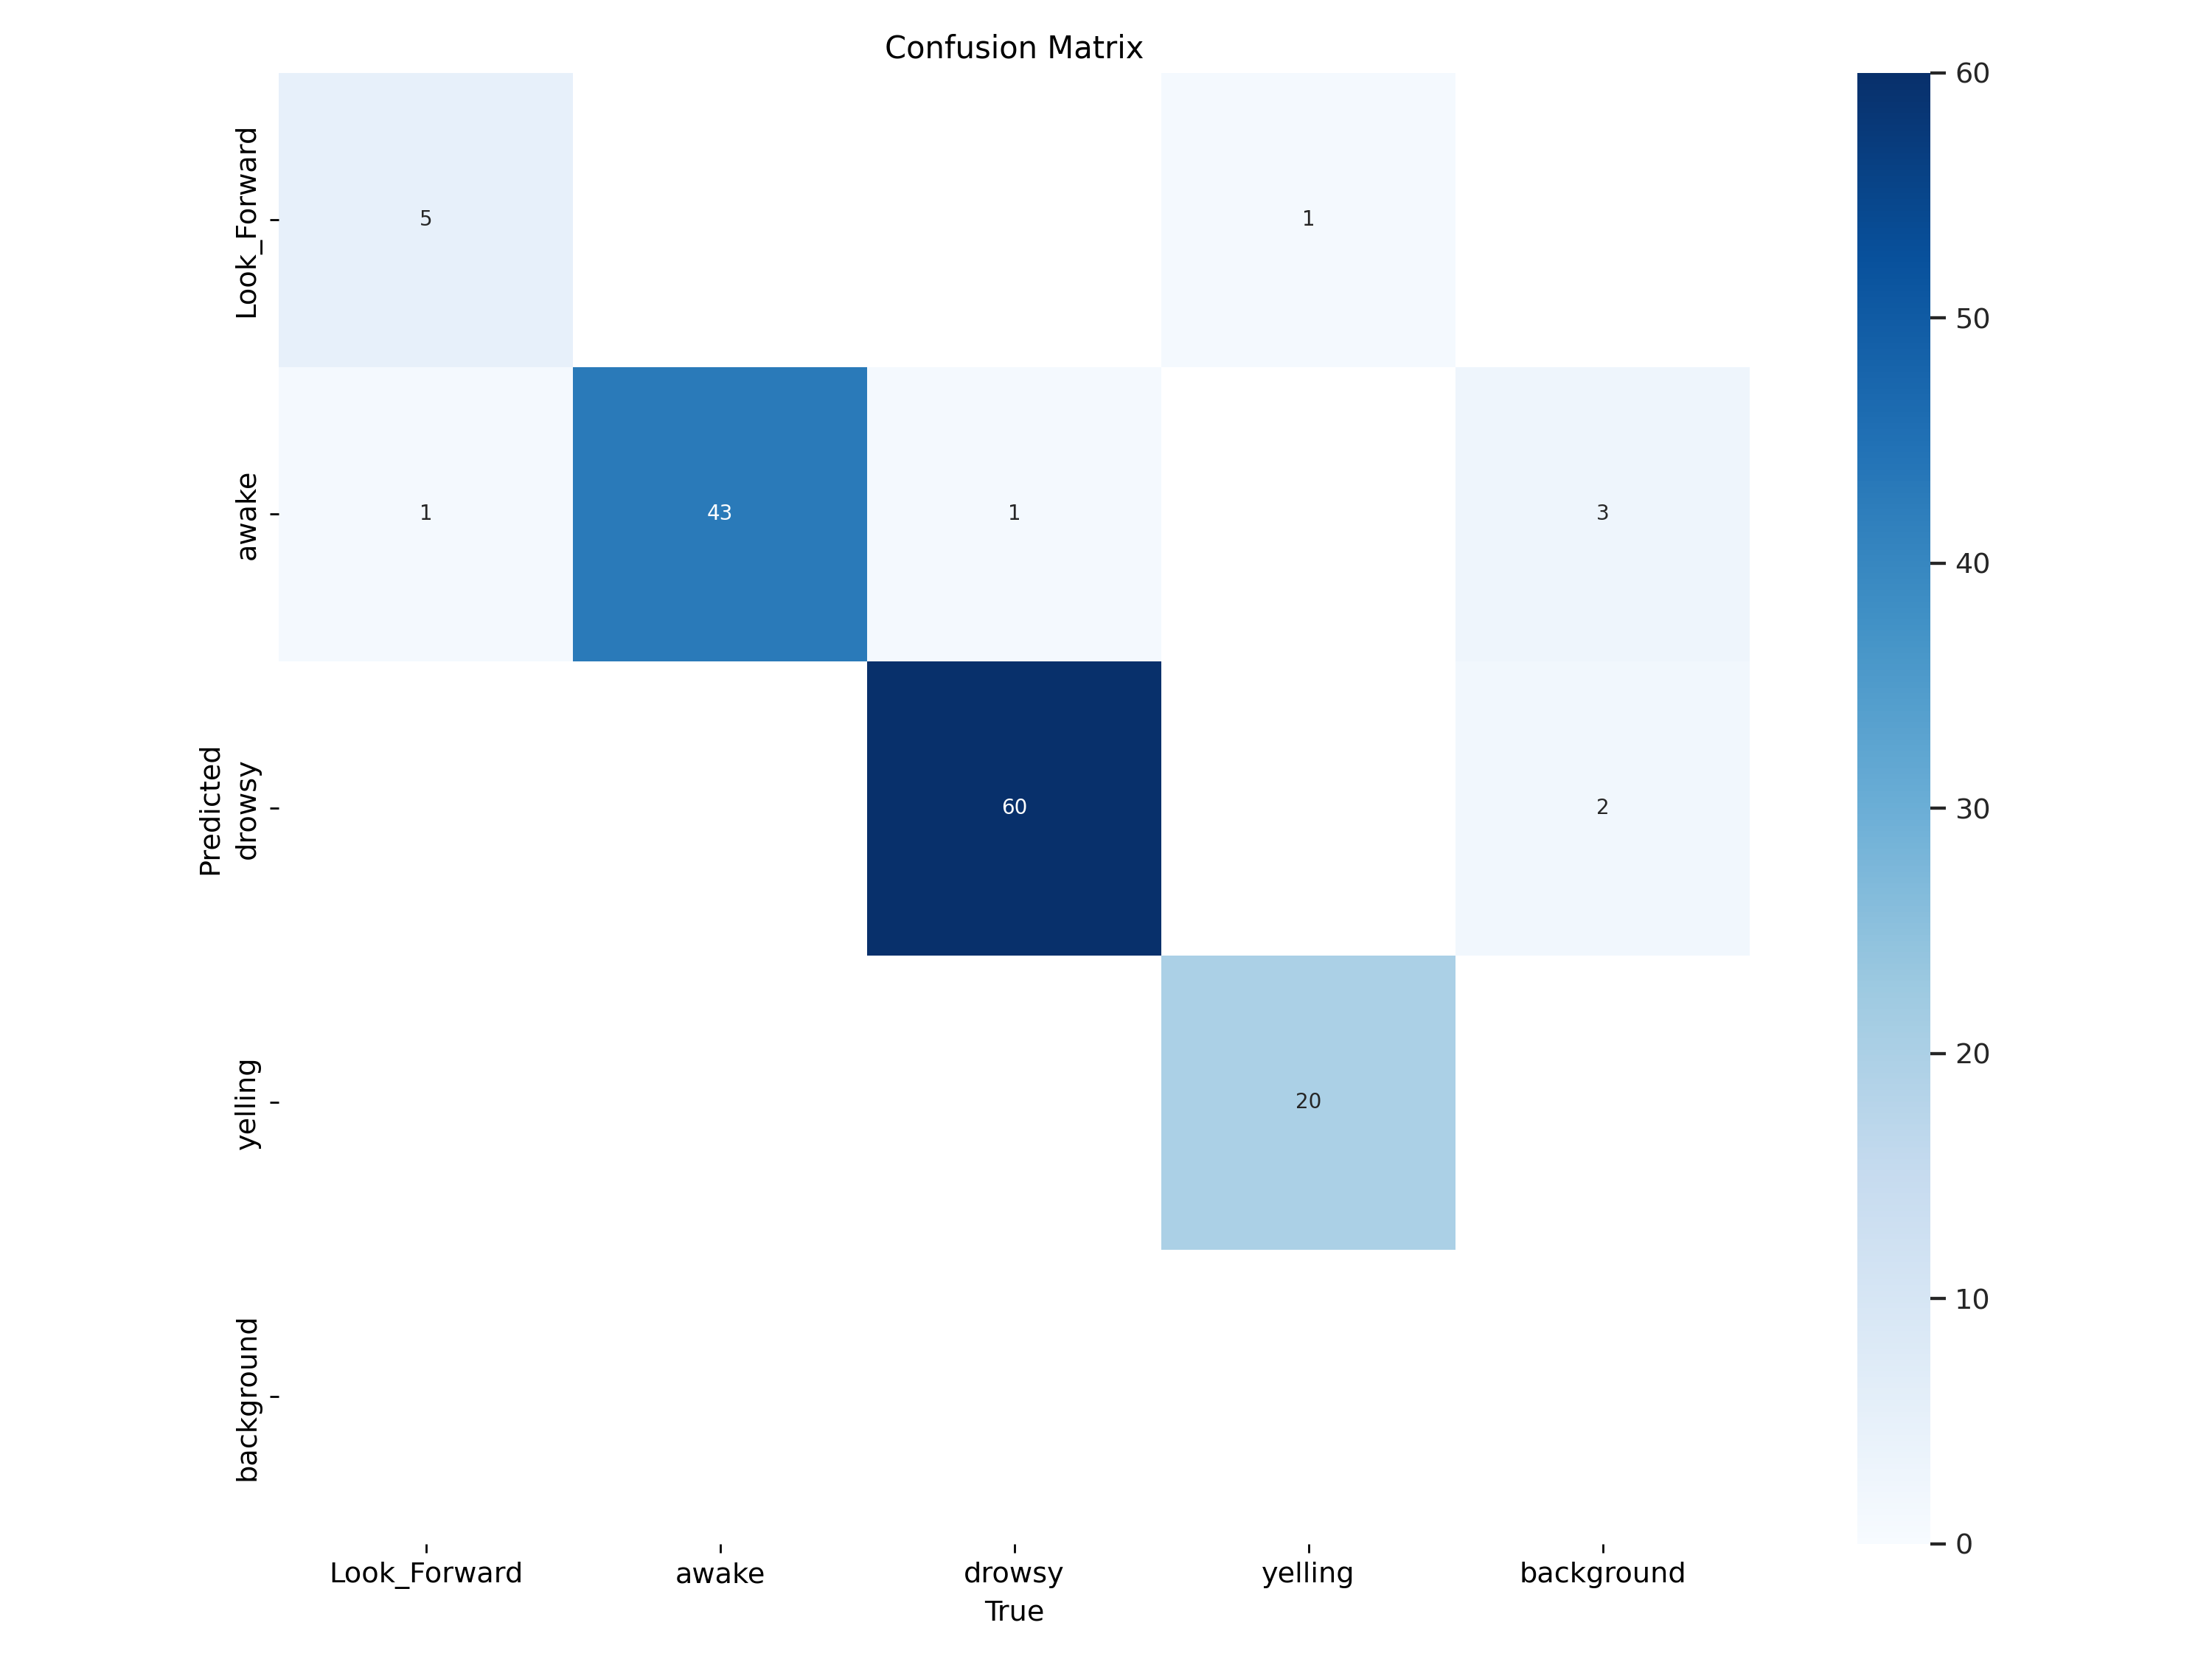 Confusion Matrix
Look_Forward
5
1
awake
1
43
1
3
Predicted
drowsy
60
2
yelling
20
background
Look_Forward
awake
drowsy
yelling
background
True
60
50
40
30
20
10
0